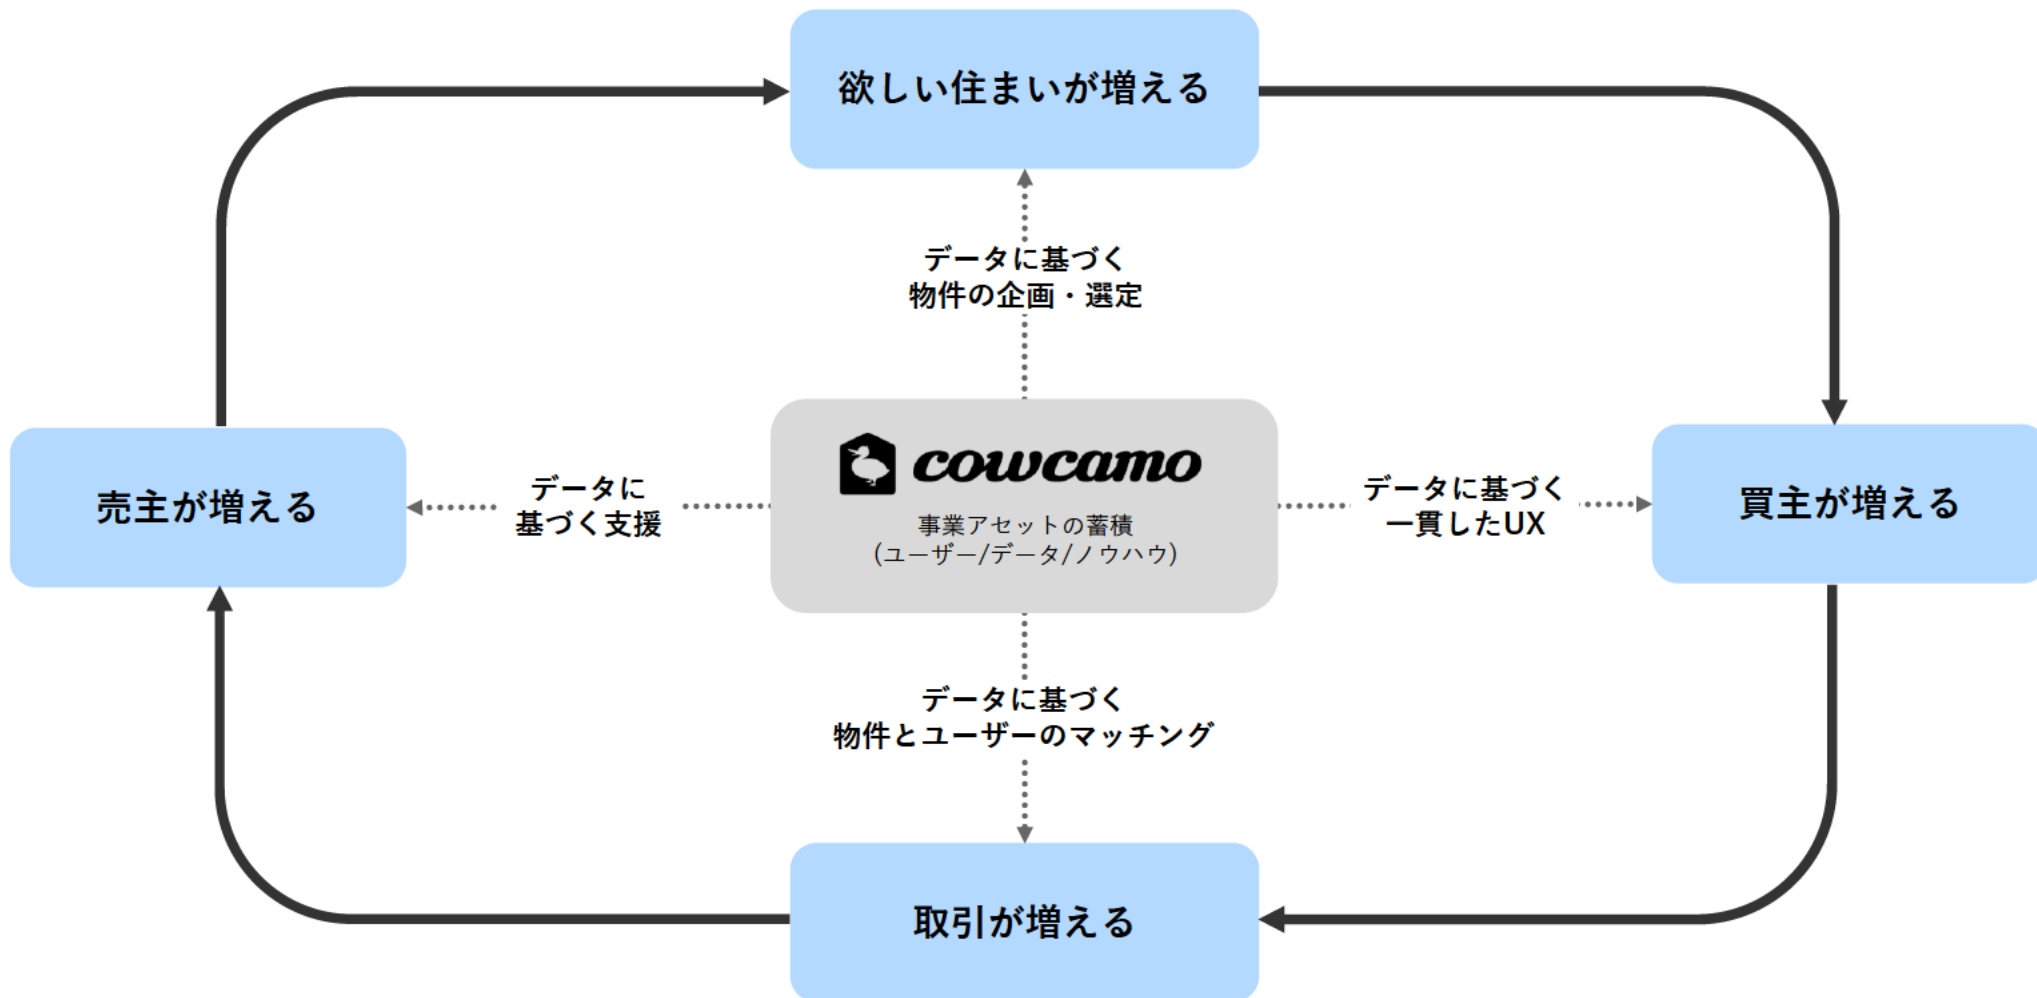 欲しい住まいが増える
データに基づく
物件の企画・選定
売主が増える
データに
基づく支援
cowcamo
事業アセットの蓄積
(ユーザー/データ/ノウハウ)
データに基づく
一貫したUX
買主が増える
データに基づく
物件とユーザーのマッチング
取引が増える